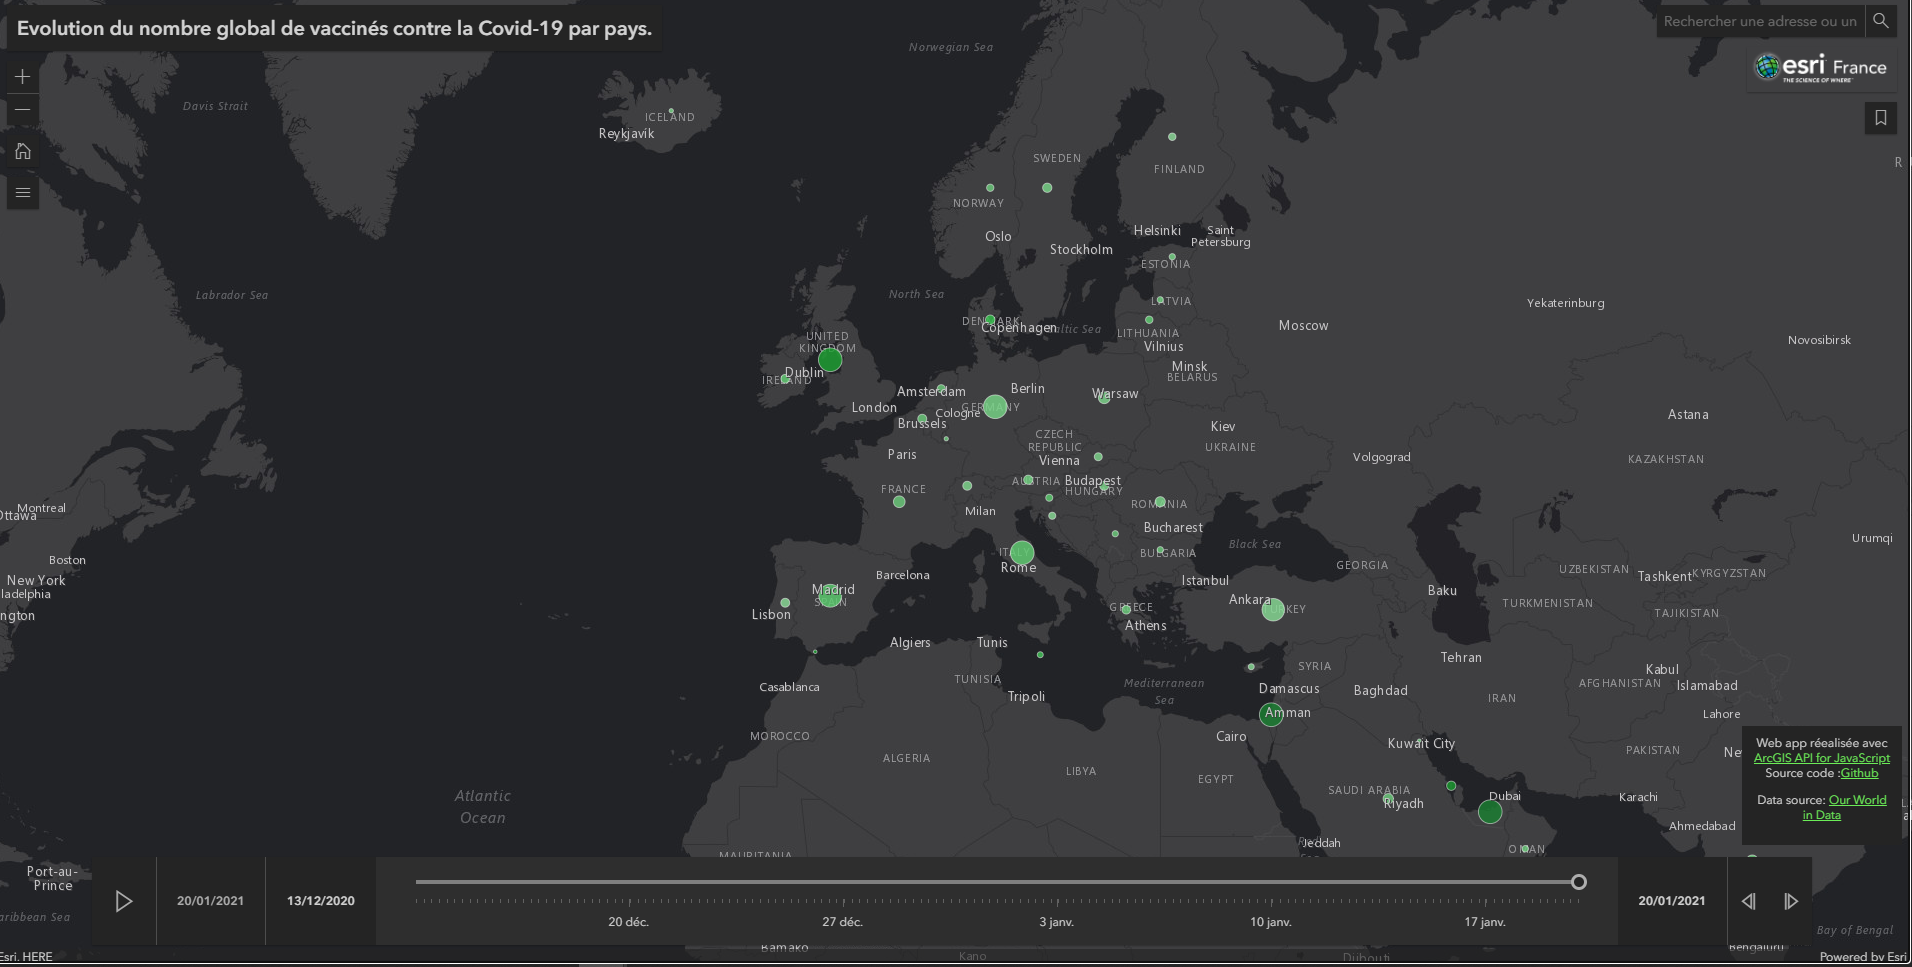 Evolution du nombre global de vaccinés contre la Covid-19 par pays.
Rechercher une adresse ou un
esri France
THE SCIENCE OF WHERE
Norwegian Sea
Davis Strait
ICELAND
Reykjavik
SWEDEN
FINLAND
NORWAY
Oslo
Helsinki
Saint
Petersburg
Stockholm
ESTONIA
Labrador Sea
North Sea
LATVIA
Yekaterinburg
DENMARK
Copenhagen
altic Sea
LITHUANIA
Moscow
UNITED
KINGDOM
Vilnius
Novosibirsk
Minsk
BELARUS
Dublin
IRELAND
Amsterdam
Berlin
Warsaw
London
Cologne
GERMANY
Brussels
Astana
Kiev
CZECH
REPUBLIC
UKRAINE
Paris
Vienna
Volgograd
KAZAKHSTAN
AUSTRIA
Budapest
HUNGARY
FRANCE
ROMANIA
Montreal
Ottawa
Milan
Bucharest
Black Sea
Urumqi
ITALY
BULGARIA
Boston
Rome
GEORGIA
UZBEKISTAN
Tashkent
KYRGYZSTAN
New York
ladelphia
ngton
Barcelona
Istanbul
Madrid
SPAIN
Ankara
TURKEY
Baku
TURKMENISTAN
TAJIKISTAN
Lisbon
GREECE
Athens
Algiers
Tunis
Tehran
SYRIA
Kabul
TUNISIA
Mediterranean
Sea
Casablanca
Damascus
Baghdad
IRAN
AFGHANISTAN
Islamabad
Tripoli
Amman
Lahore
MOROCCO
Cairo
Kuwait City
PAKISTAN
Ne
ALGERIA
LIBYA
EGYPT
Web app réealisée avec
ArcGIS API for JavaScript
Source code :Github
Data source: Our World
in Data
SAUDI ARABIA
Riyadh
Dubai
Karachi
Atlantic
Ocean
Ahmedabad
Jeddah
OMAN
MAURITANIA
Port-au-
Prince
aribbean Sea
20/01/2021
13/12/2020
20 déc.
27 déc.
3 janv.
10 janv.
17 janv.
20/01/2021
Bay of Bengal
Bamako
Kano
Djibouti
Bengaluru
Esri, HERE
Powered by Esri